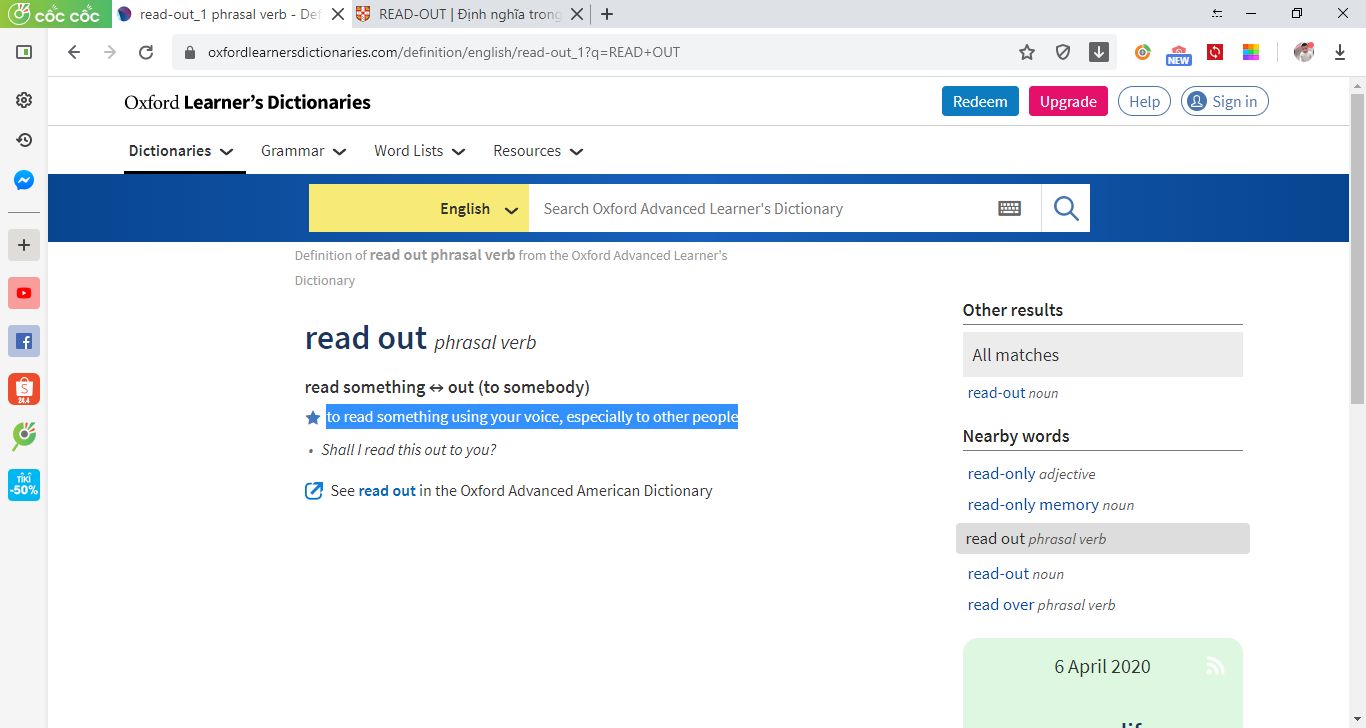 cốc cốc
read-out_1 phrasal verb - Def
READ-OUT | Định nghĩa trong
oxfordlearnersdictionaries.com/definition/english/read-out_1?q=READ+OUT
NEW
Oxford Learner's Dictionaries
Redeem
Upgrade
Help
Sign in
Dictionaries
Grammar
Word Lists
Resources
English
Search Oxford Advanced Learner's Dictionary
Definition of read out phrasal verb from the Oxford Advanced Learner's
Dictionary
read out phrasal verb
read something ↔ out (to somebody)
to read something using your voice, especially to other people
• Shall I read this out to you?
See read out in the Oxford Advanced American Dictionary
Other results
All matches
read-out noun
Nearby words
read-only adjective
read-only memory noun
read out phrasal verb
read-out noun
read over phrasal verb
6 April 2020
S
24.4
TIKI
-50%